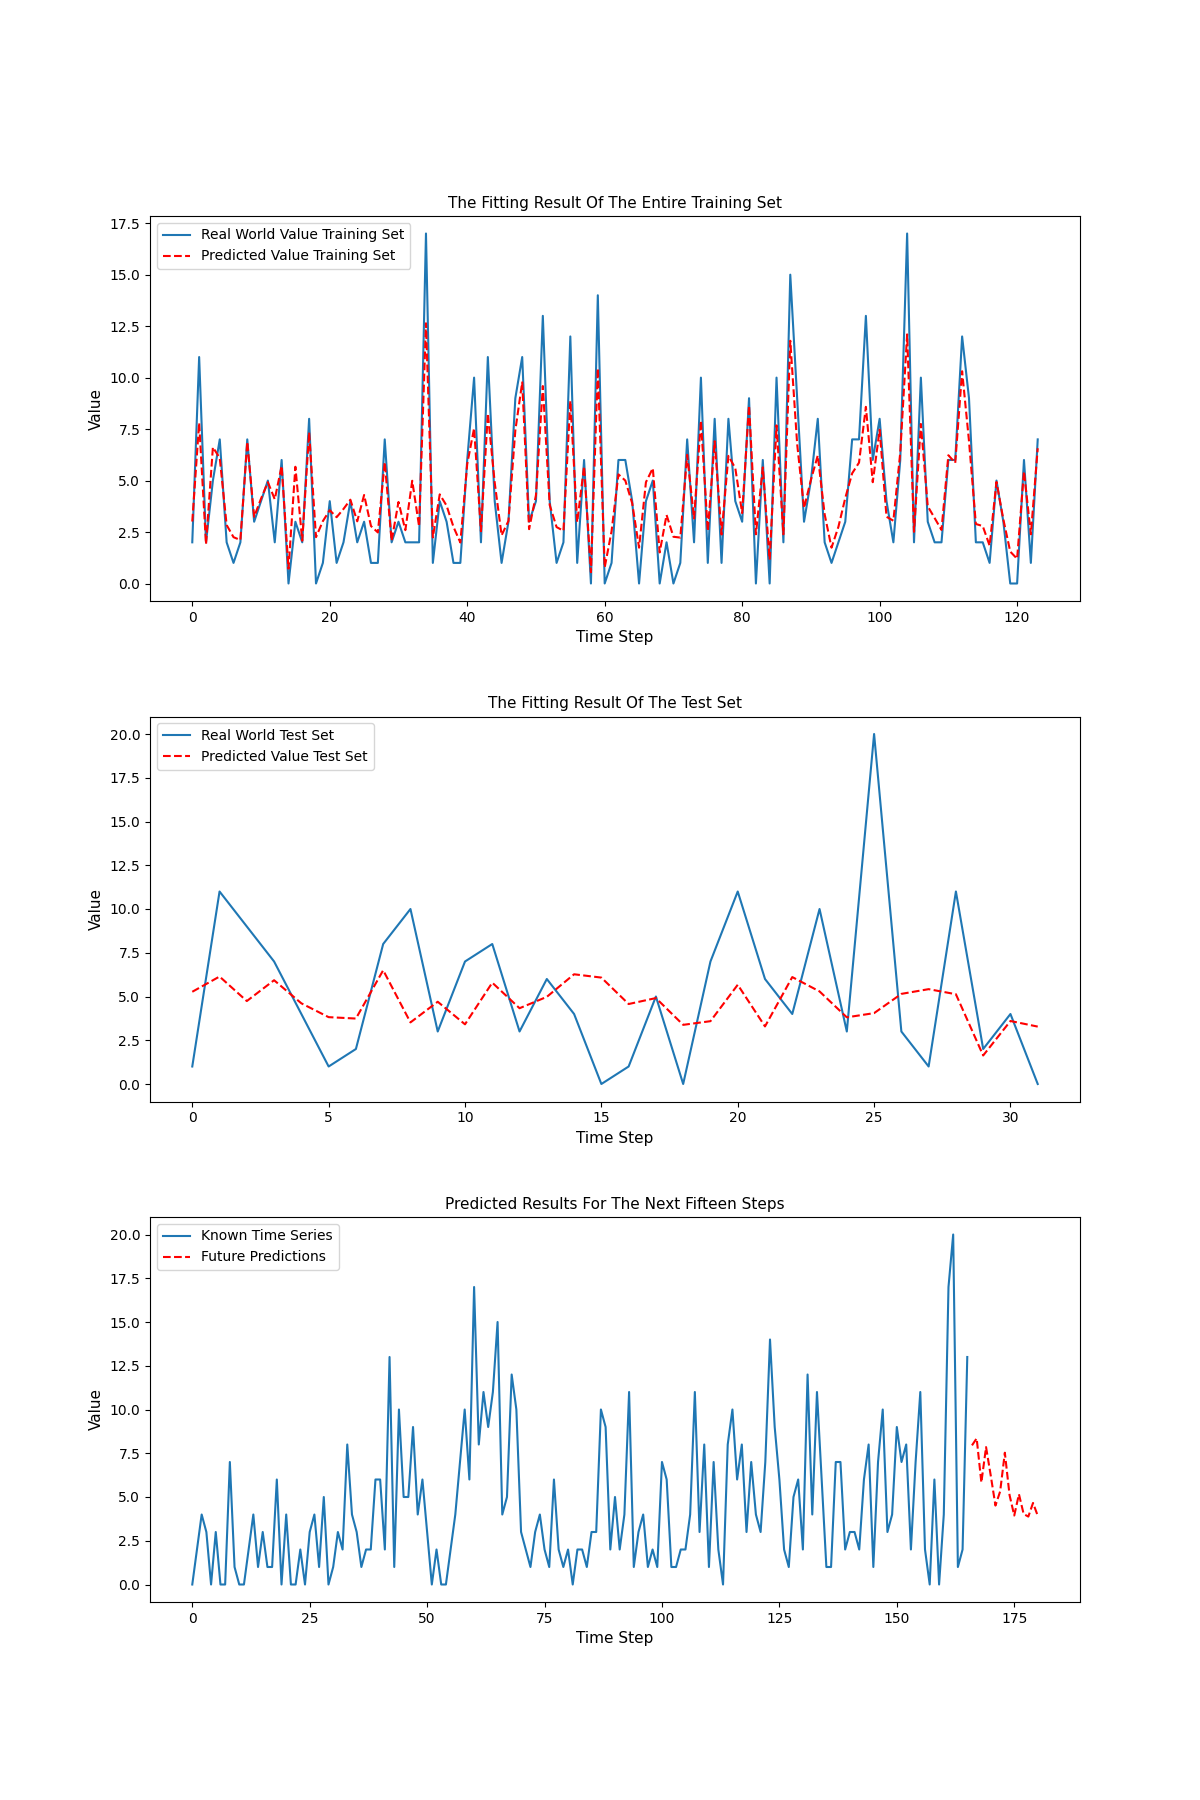 The Fitting Result Of The Entire Training Set
Real World Value Training Set
Predicted Value Training Set
17.5
15.0
12.5
10.0
7.5
5.0
2.5
0.0
Value
0 20 40 60 80 100 120
Time Step
The Fitting Result Of The Test Set
Real World Test Set
Predicted Value Test Set
20.0
17.5
15.0
12.5
10.0
7.5
5.0
2.5
0.0
Value
0 5 10 15 20 25 30
Time Step
Predicted Results For The Next Fifteen Steps
Known Time Series
Future Predictions
20.0
17.5
15.0
12.5
10.0
7.5
5.0
2.5
0.0
Value
0 25 50 75 100 125 150 175
Time Step